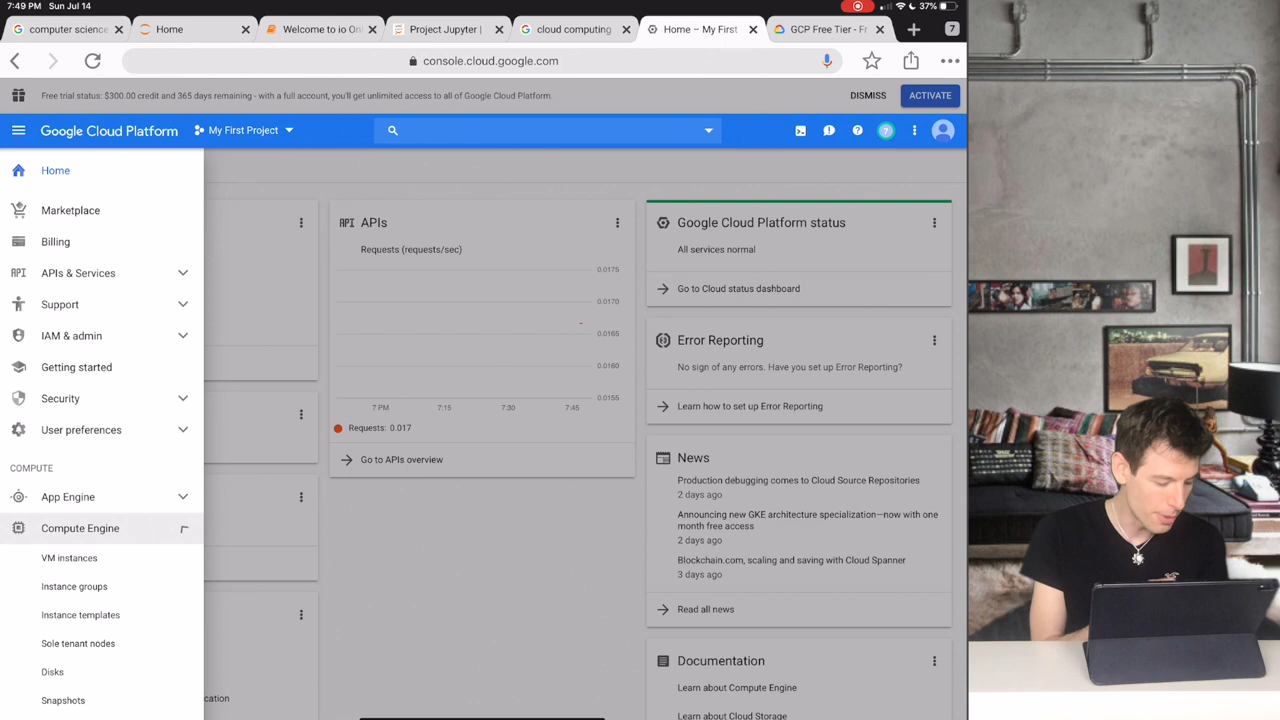 7:49 PM Sun Jul 14
37%
computer science
Home
Welcome to io Onl
Project Jupyter |
cloud computing
Home – My First
GCP Free Tier - Fr
7
console.cloud.google.com
Free trial status: $300.00 credit and 365 days remaining - with a full account, you'll get unlimited access to all of Google Cloud Platform.
DISMISS
ACTIVATE
Google Cloud Platform
My First Project
7
Home
Marketplace
Billing
API APIs & Services
Support
IAM & admin
Getting started
Security
User preferences
COMPUTE
App Engine
Compute Engine
VM instances
Instance groups
Instance templates
Sole tenant nodes
Disks
Snapshots
cation
API APIs
Requests (requests/sec)
0.0175
0.0170
0.0165
0.0160
0.0155
7 PM
7:15
7:30
7:45
Requests: 0.017
Go to APIs overview
Google Cloud Platform status
All services normal
Go to Cloud status dashboard
Error Reporting
No sign of any errors. Have you set up Error Reporting?
Learn how to set up Error Reporting
News
Production debugging comes to Cloud Source Repositories
2 days ago
Announcing new GKE architecture specialization—now with one
month free access
2 days ago
Blockchain.com, scaling and saving with Cloud Spanner
3 days ago
Read all news
Documentation
Learn about Compute Engine
Learn about Cloud Storage